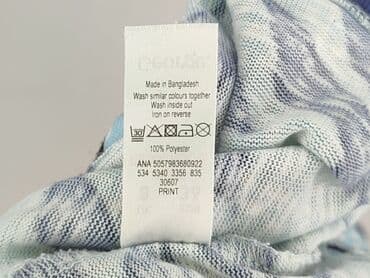 Made in Bangladesh
Wash similar colours together
Wash inside out
Iron on reverse
30
100% Polyester
ANA 5057983680922
534 5340 3356 835
30607
PRINT